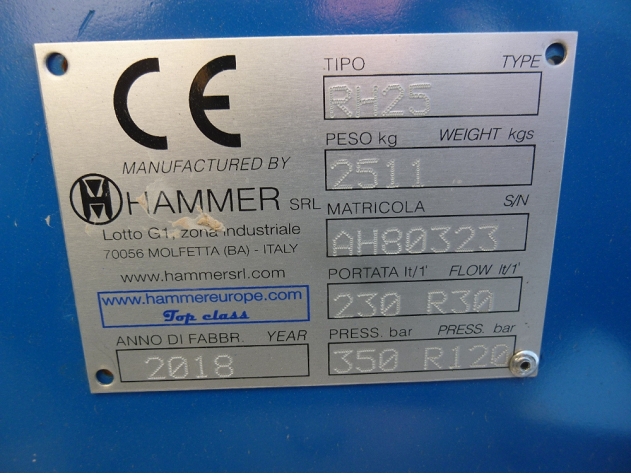 CE
MANUFACTURED BY
HAMMER SRL
Lotto G1, zona industriale
70056 MOLFETTA (BA) - ITALY
www.hammersrl.com
www.hammereurope.com
Top class
ANNO DI FABBR. YEAR
2018
TIPO TYPE
RH25
PESO kg WEIGHT kgs
2511
MATRICOLA S/N
AH80323
PORTATA lt/1' FLOW lt/1'
230 R30
PRESS. bar PRESS. bar
350 R120